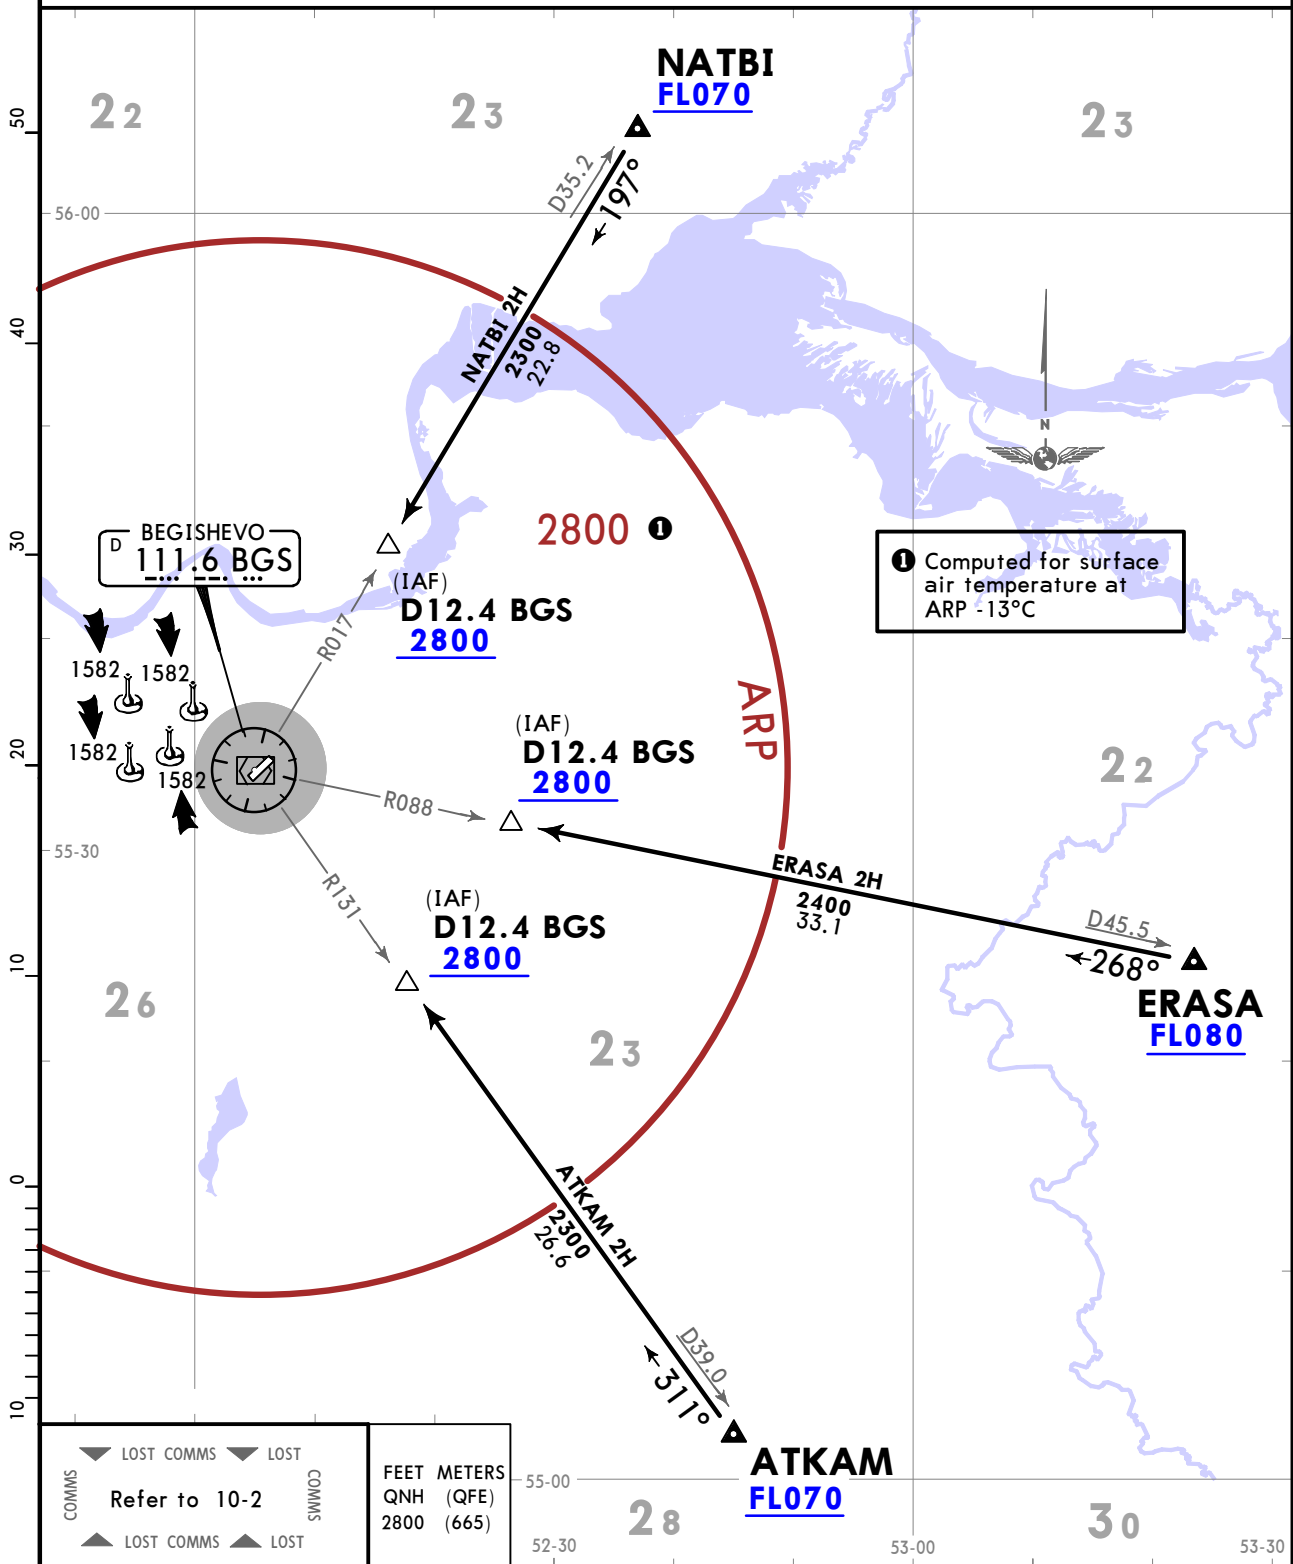 NATBI
FL070
22
23
23
50
D35.2
197°
56-00
40
NATBI 2H
2300
22.8
N
BEGISHEVO
D 111.6 BGS
30
2800 1
1 Computed for surface
air temperature at
ARP -13°C
(IAF)
D12.4 BGS
2800
R017
1582
1582
1582
1582
ARP
(IAF)
D12.4 BGS
2800
20
22
R088
55-30
ERASA 2H
2400
33.1
R131
(IAF)
D12.4 BGS
2800
D45.5
268°
ERASA
FL080
10
26
23
0
ATKAM 2H
2300
26.6
D39.0
311°
10
ATKAM
FL070
LOST COMMS LOST
COMMS
Refer to 10-2
COMMS
LOST COMMS LOST
FEET METERS
QNH (QFE)
2800 (665)
55-00
28
30
52-30
53-00
53-30